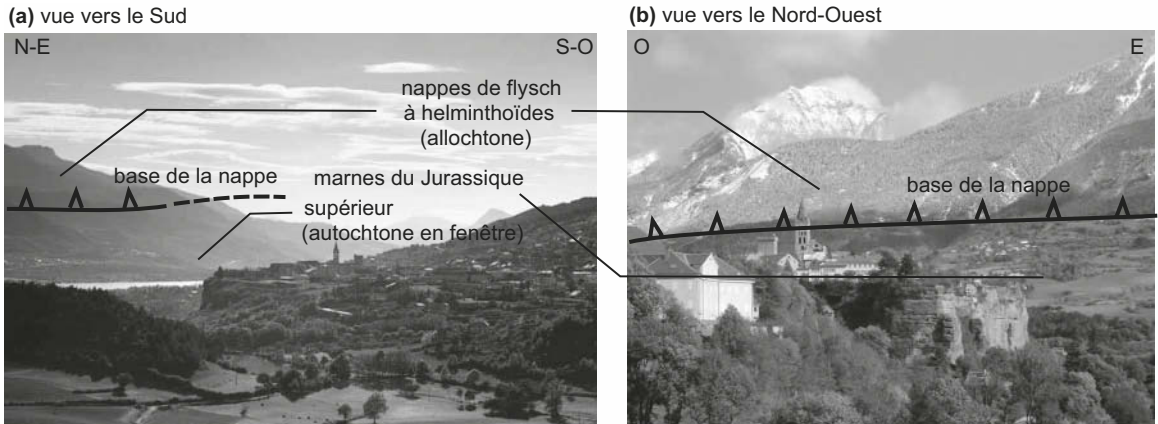 (a) vue vers le Sud
N-E
S-O
nappes de flysch
à helminthoïdes
(allochtone)
base de la nappe
marnes du Jurassique
supérieur
(autochtone en fenêtre)
(b) vue vers le Nord-Ouest
O
E
base de la nappe